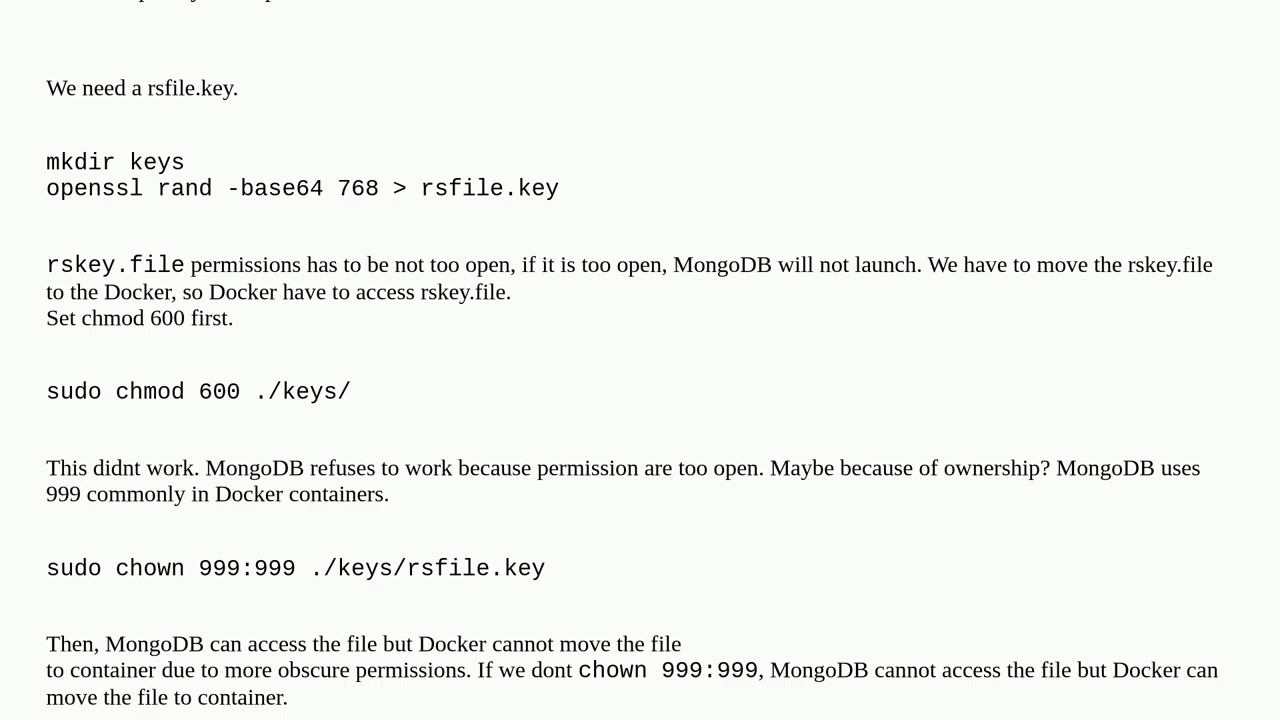 We need a rsfile.key.
mkdir keys
openssl rand -base64 768 > rsfile.key
rskey.file permissions has to be not too open, if it is too open, MongoDB will not launch. We have to move the rskey.file
to the Docker, so Docker have to access rskey.file.
Set chmod 600 first.
sudo chmod 600 ./keys/
This didnt work. MongoDB refuses to work because permission are too open. Maybe because of ownership? MongoDB uses
999 commonly in Docker containers.
sudo chown 999:999 ./keys/rsfile.key
Then, MongoDB can access the file but Docker cannot move the file
to container due to more obscure permissions. If we dont chown 999:999, MongoDB cannot access the file but Docker can
move the file to container.